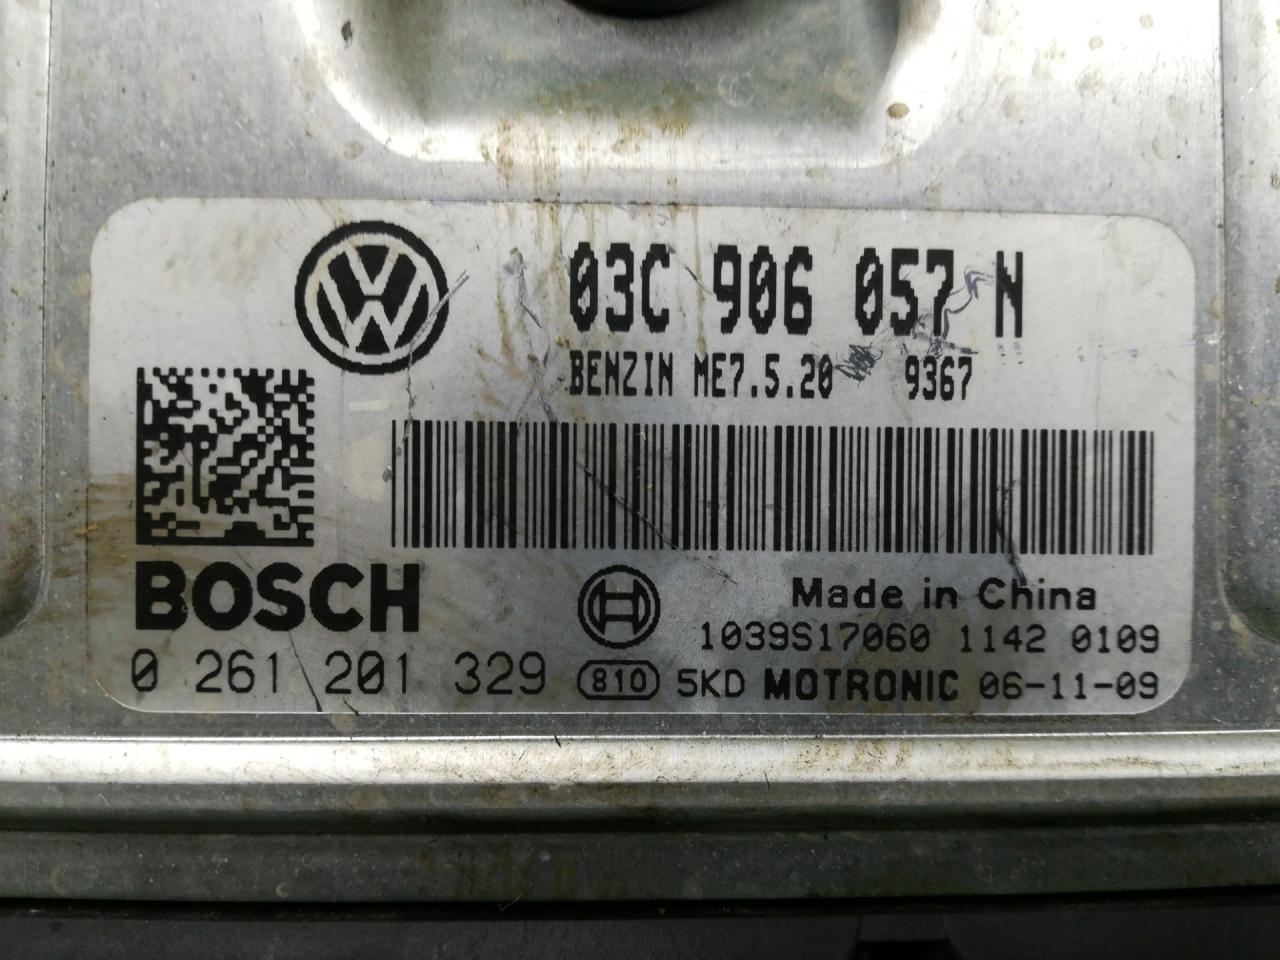 03C 906 057 N
BENZIN ME7.5.20 9367
BOSCH
Made in China
1039S17060 1142 0109
0 261 201 329 810 5KD MOTRONIC 06-11-09